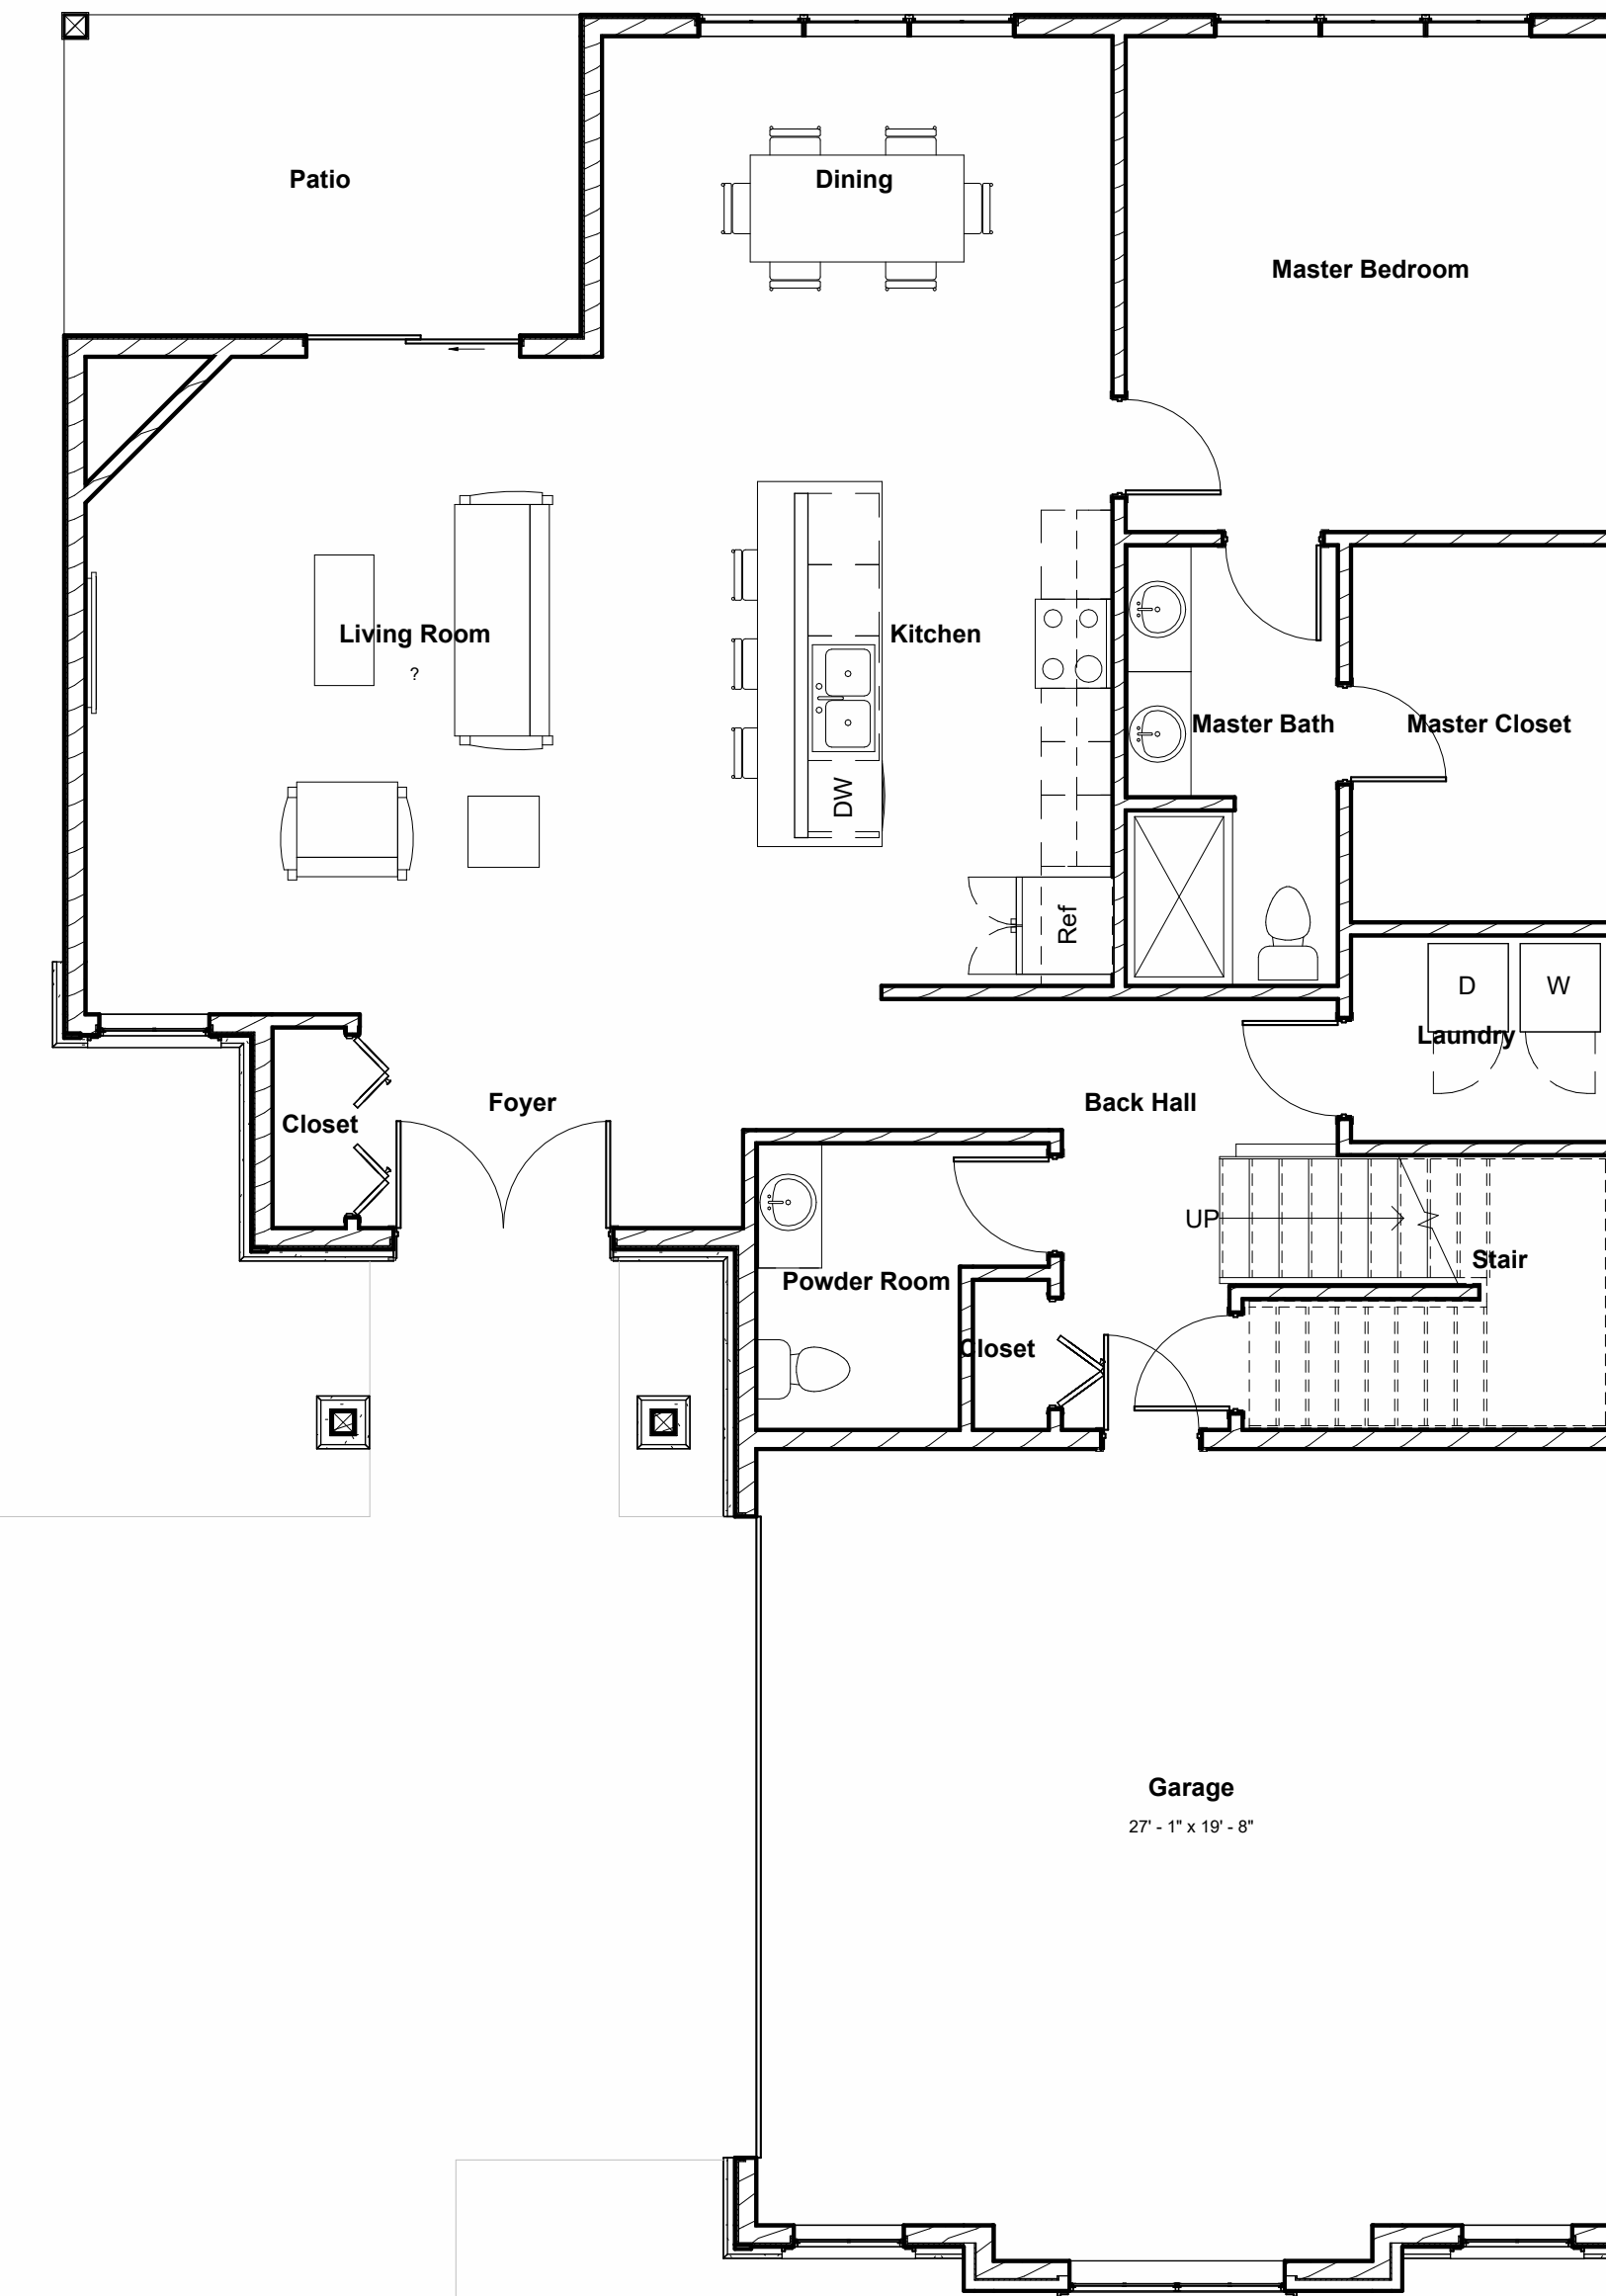 Patio
Dining
Master Bedroom
Living Room
?
Kitchen
Master Bath
Master Closet
DW
Ref
D
W
Laundry
Foyer
Back Hall
Closet
UP
Stair
Powder Room
Closet
Garage
27' - 1" x 19' - 8"